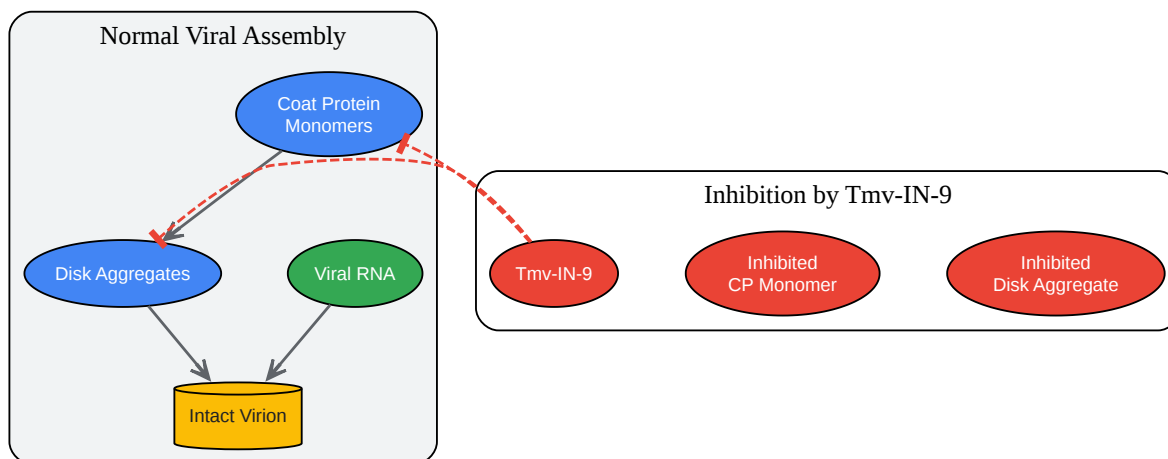 Normal Viral Assembly
Coat Protein
Monomers
Disk Aggregates
Viral RNA
Intact Virion
Inhibition by Tmv-IN-9
Tmv-IN-9
Inhibited
CP Monomer
Inhibited
Disk Aggregate